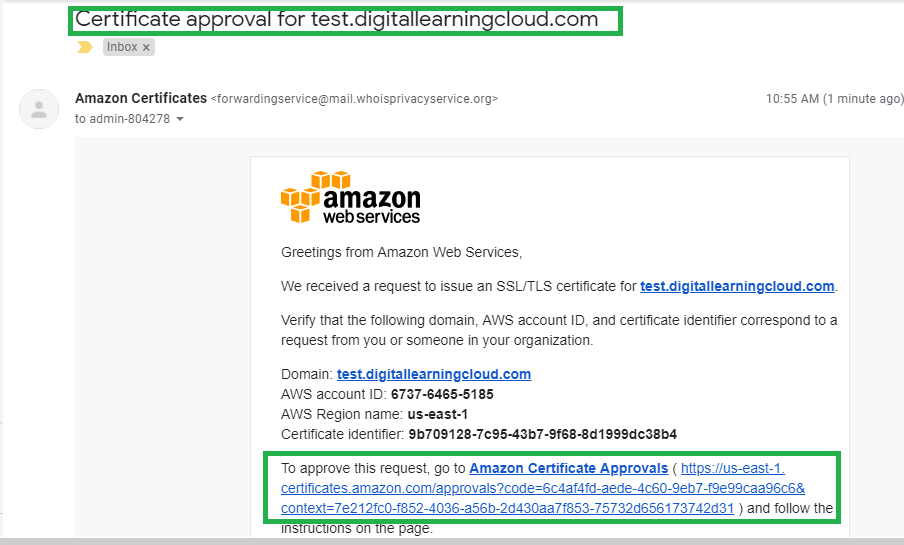 Certificate approval for test.digitallearningcloud.com
Inbox ×
Amazon Certificates <forwardingservice@mail.whoisprivacyservice.org>
10:55 AM (1 minute ago)
to admin-804278
amazon
web services
Greetings from Amazon Web Services,
We received a request to issue an SSL/TLS certificate for test.digitallearningcloud.com.
Verify that the following domain, AWS account ID, and certificate identifier correspond to a
request from you or someone in your organization.
Domain: test.digitallearningcloud.com
AWS account ID: 6737-6465-5185
AWS Region name: us-east-1
Certificate identifier: 9b709128-7c95-43b7-9f68-8d1999dc38b4
To approve this request, go to Amazon Certificate Approvals ( https://us-east-1.
certificates.amazon.com/approvals?code=6c4af4fd-aede-4c60-9eb7-f9e99caa96c6&
context=7e212fc0-f852-4036-a56b-2d430aa7f853-75732d656173742d31 ) and follow the
instructions on the page.